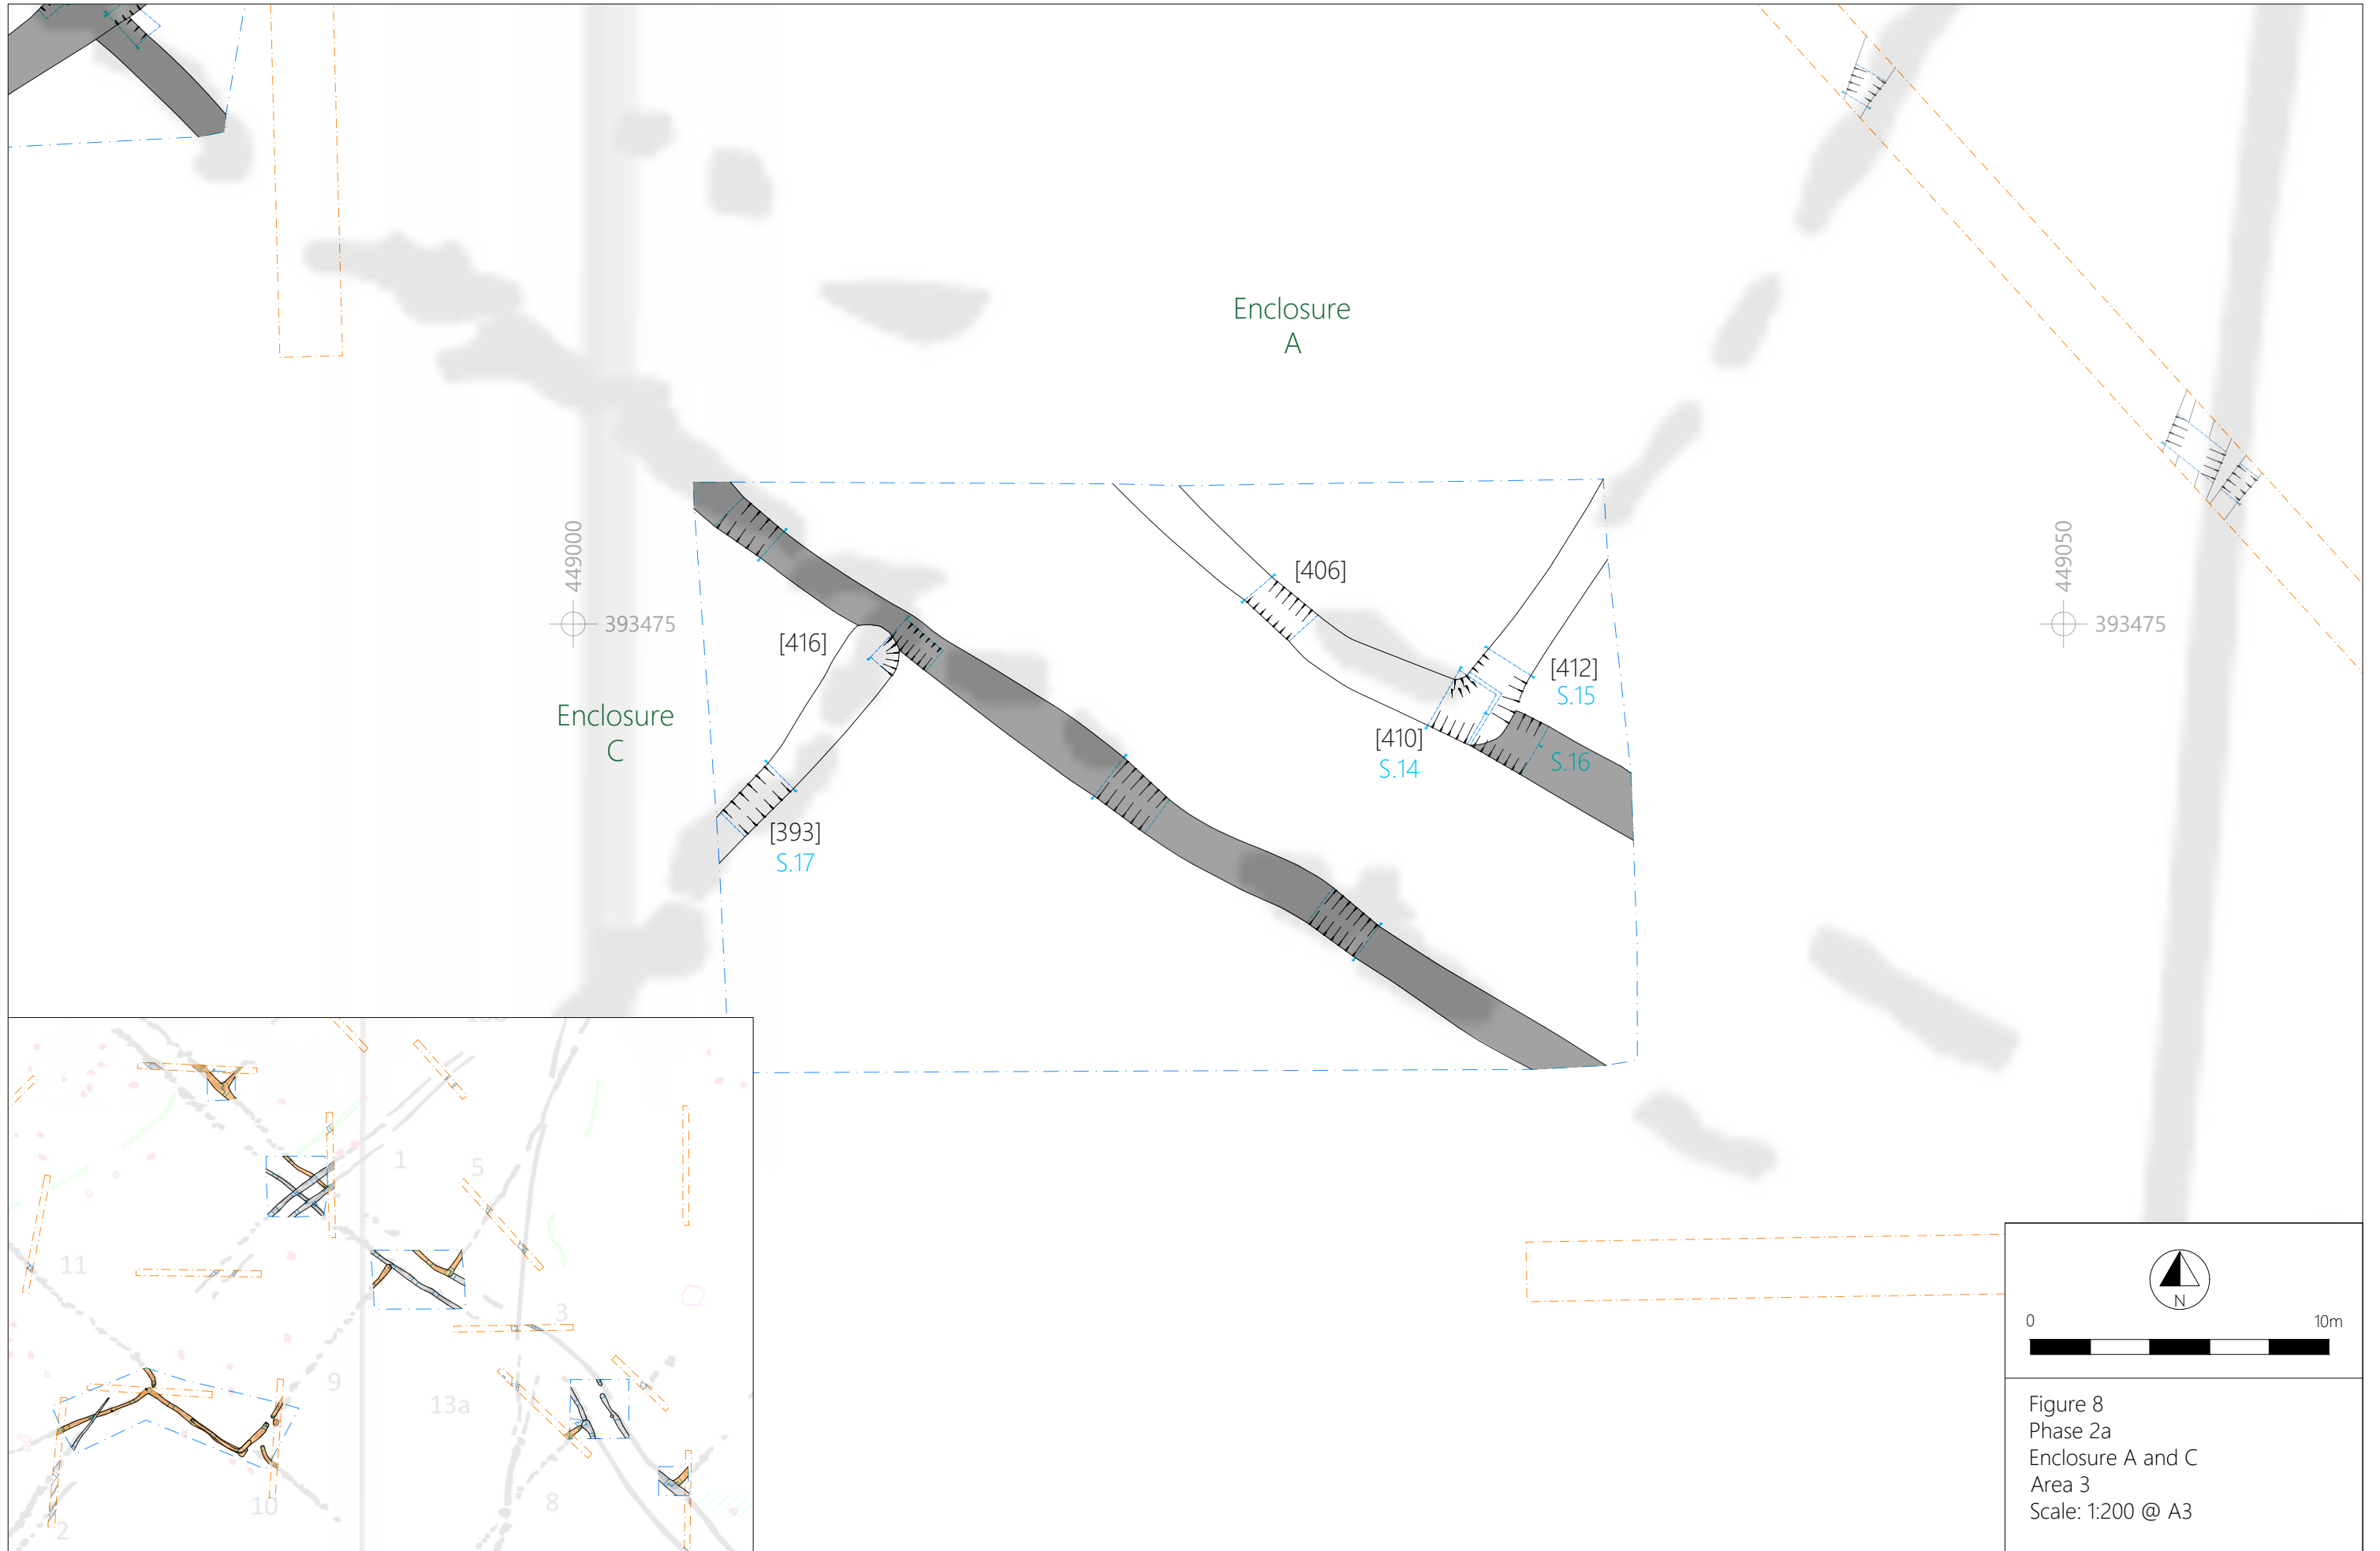 Enclosure
A
449000
393475
449050
393475
[406]
[416]
[412]
S.15
Enclosure
C
[410]
S.14
S.16
[393]
S.17
1
5
11
3
9
13a
10
8
2
N
0 10m
Figure 8
Phase 2a
Enclosure A and C
Area 3
Scale: 1:200 @ A3